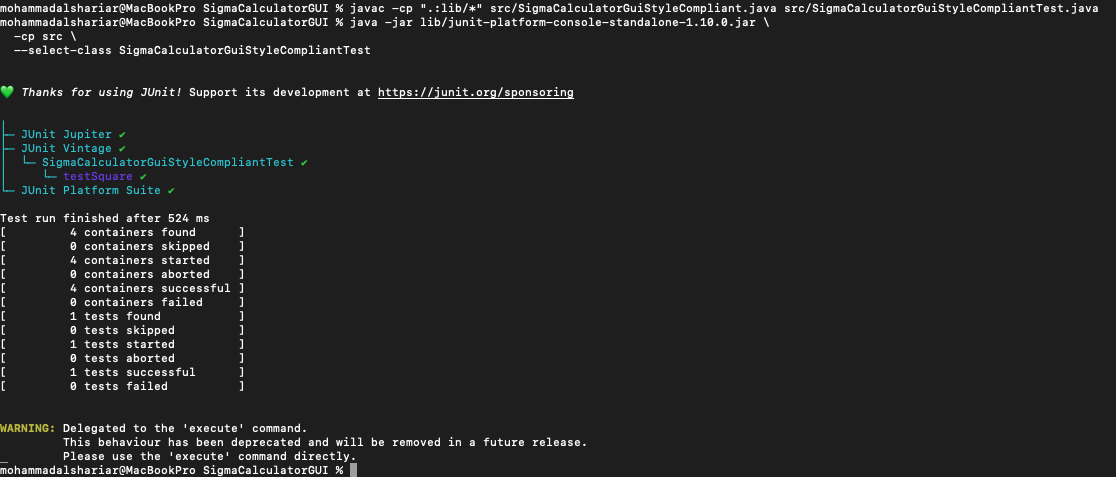 mohammadalshariar@MacBookPro SigmaCalculatorGUI % javac -cp ".:lib/*" src/SigmaCalculatorGuiStyleCompliant.java src/SigmaCalculatorGuiStyleCompliantTest.java
mohammadalshariar@MacBookPro SigmaCalculatorGUI % java -jar lib/junit-platform-console-standalone-1.10.0.jar \
  -cp src \
  --select-class SigmaCalculatorGuiStyleCompliantTest
💚 Thanks for using JUnit! Support its development at https://junit.org/sponsoring
╷
├─ JUnit Jupiter ✔
├─ JUnit Vintage ✔
│  └─ SigmaCalculatorGuiStyleCompliantTest ✔
│     └─ testSquare ✔
└─ JUnit Platform Suite ✔
Test run finished after 524 ms
[         4 containers found      ]
[         0 containers skipped    ]
[         4 containers started    ]
[         0 containers aborted    ]
[         4 containers successful ]
[         0 containers failed     ]
[         1 tests found           ]
[         0 tests skipped         ]
[         1 tests started         ]
[         0 tests aborted         ]
[         1 tests successful      ]
[         0 tests failed          ]
WARNING: Delegated to the 'execute' command.
         This behaviour has been deprecated and will be removed in a future release.
         Please use the 'execute' command directly.
mohammadalshariar@MacBookPro SigmaCalculatorGUI %